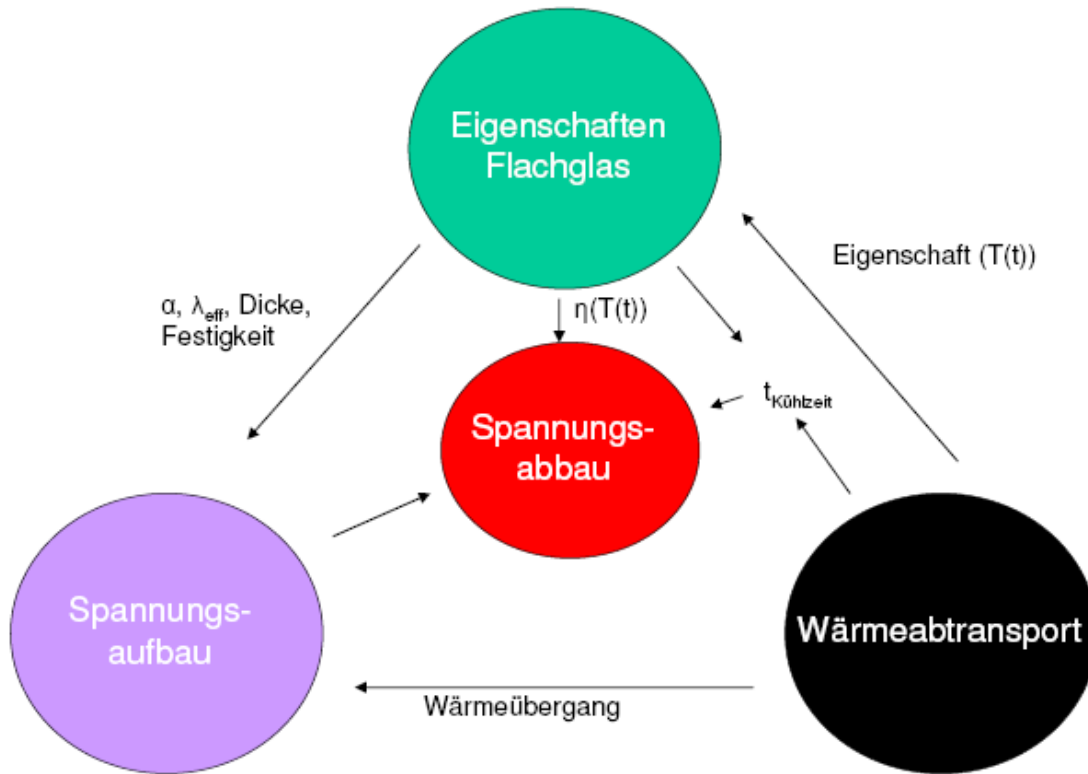 Eigenschaften
Flachglas
Eigenschaft (T(t))
α, λeff, Dicke,
Festigkeit
η(T(t))
tKühlzeit
Spannungs-
abbau
Spannungs-
aufbau
Wärmeabtransport
Wärmeübergang